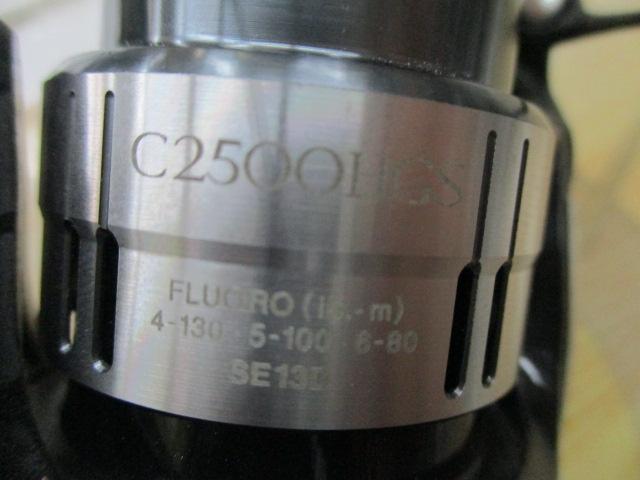 C2500HGS
FLUORO (lb.-m)
4-130 · 5-100 · 6-80